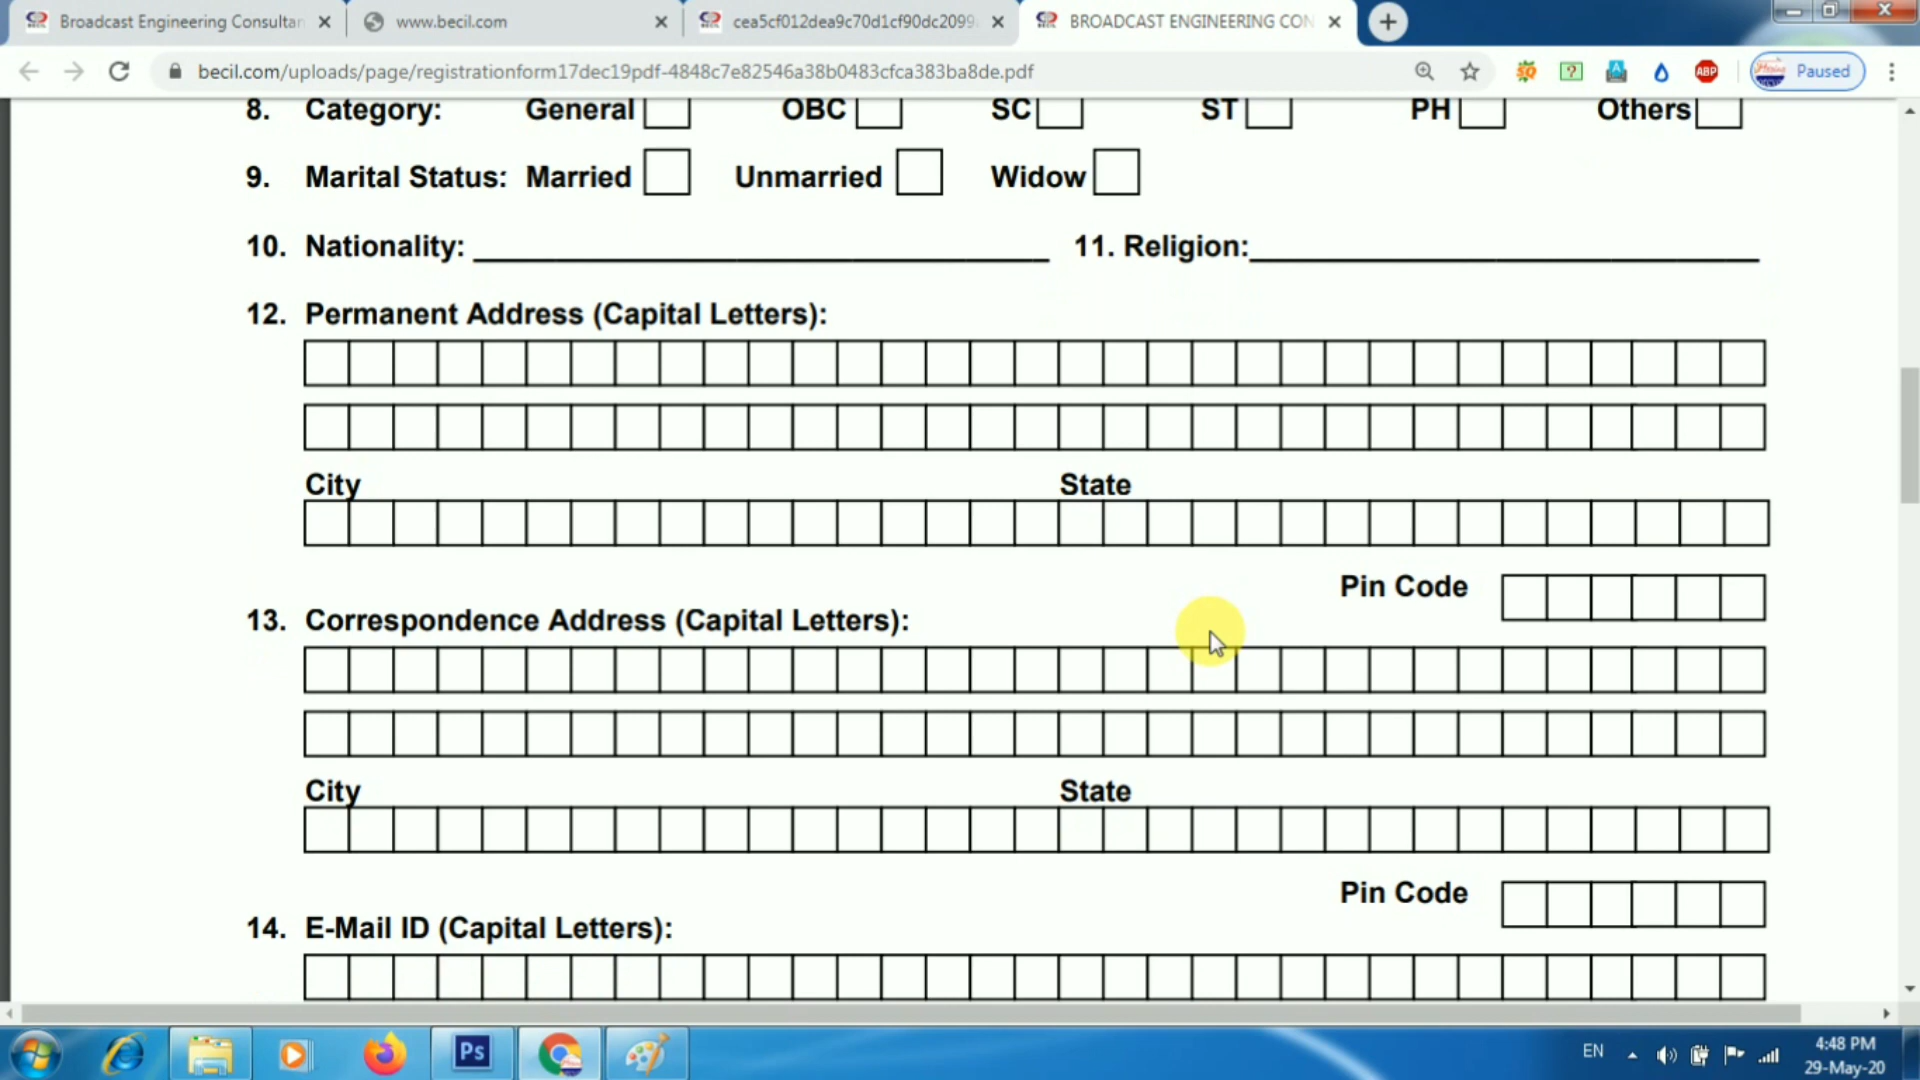 Broadcast Engineering Consultan
www.becil.com
cea5cf012dea9c70d1cf90dc2099
BROADCAST ENGINEERING CON
becil.com/uploads/page/registrationform17dec19pdf-4848c7e82546a38b0483cfca383ba8de.pdf
ABP
Paused
8. Category: General OBC SC ST PH Others
9. Marital Status: Married Unmarried Widow
10. Nationality: 11. Religion:
12. Permanent Address (Capital Letters):
City State
Pin Code
13. Correspondence Address (Capital Letters):
City State
Pin Code
14. E-Mail ID (Capital Letters):
Ps
EN
4:48 PM
29-May-20